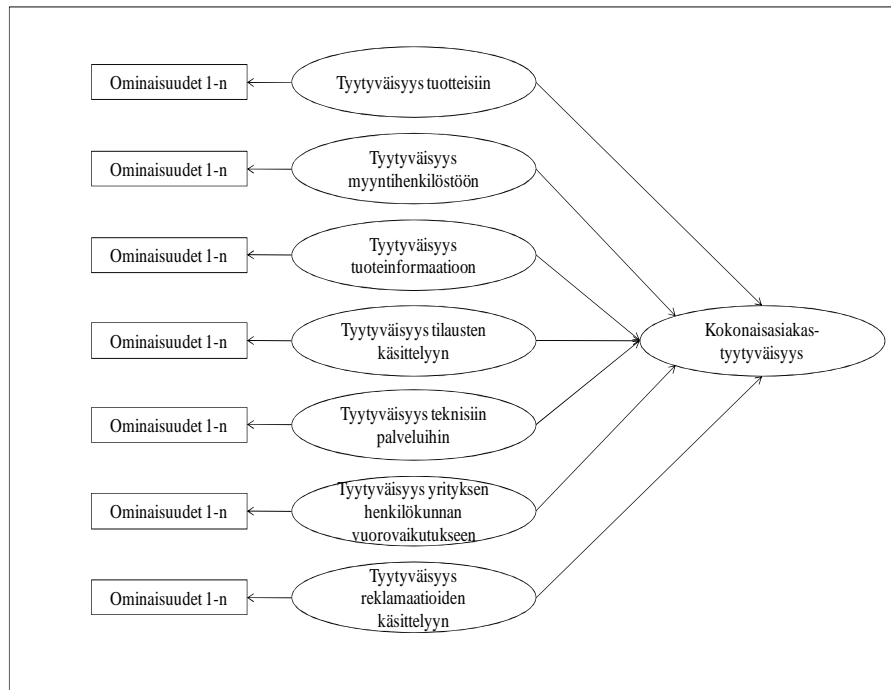 Ominaisuudet 1-n
Tyytyväisyys tuotteisiin
Ominaisuudet 1-n
Tyytyväisyys
myyntihenkilöstöön
Ominaisuudet 1-n
Tyytyväisyys
tuoteinformaatioon
Ominaisuudet 1-n
Tyytyväisyys tilausten
käsittelyyn
Kokonaisasiakas-
tyytyväisyys
Ominaisuudet 1-n
Tyytyväisyys teknisiin
palveluihin
Ominaisuudet 1-n
Tyytyväisyys yrityksen
henkilökunnan
vuorovaikutukseen
Ominaisuudet 1-n
Tyytyväisyys
reklamaatioiden
käsittelyyn